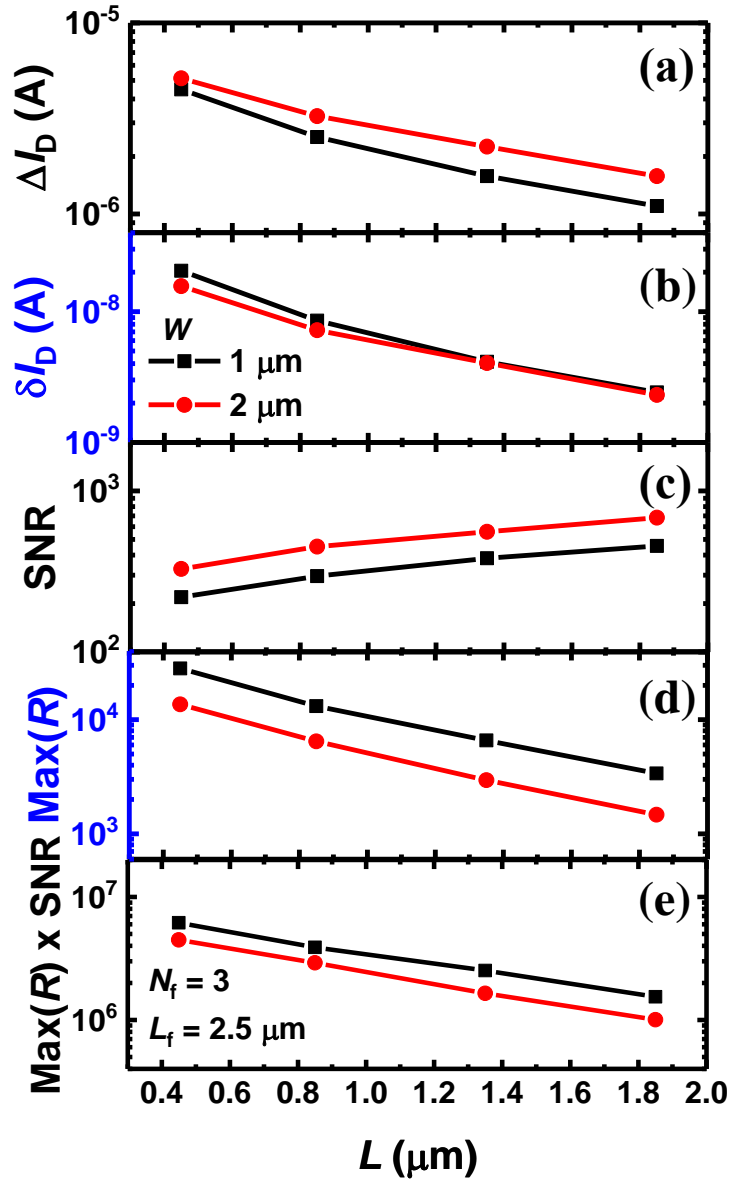 10⁻⁵
(a)
ΔI_D (A)
10⁻⁶
(b)
10⁻⁸
δI_D (A)
W
1 μm
2 μm
10⁻⁹
(c)
10³
SNR
10²
(d)
10⁴
Max(R)
10³
(e)
10⁷
Max(R) x SNR
N_f = 3
10⁶
L_f = 2.5 μm
0.4 0.6 0.8 1.0 1.2 1.4 1.6 1.8 2.0
L (μm)